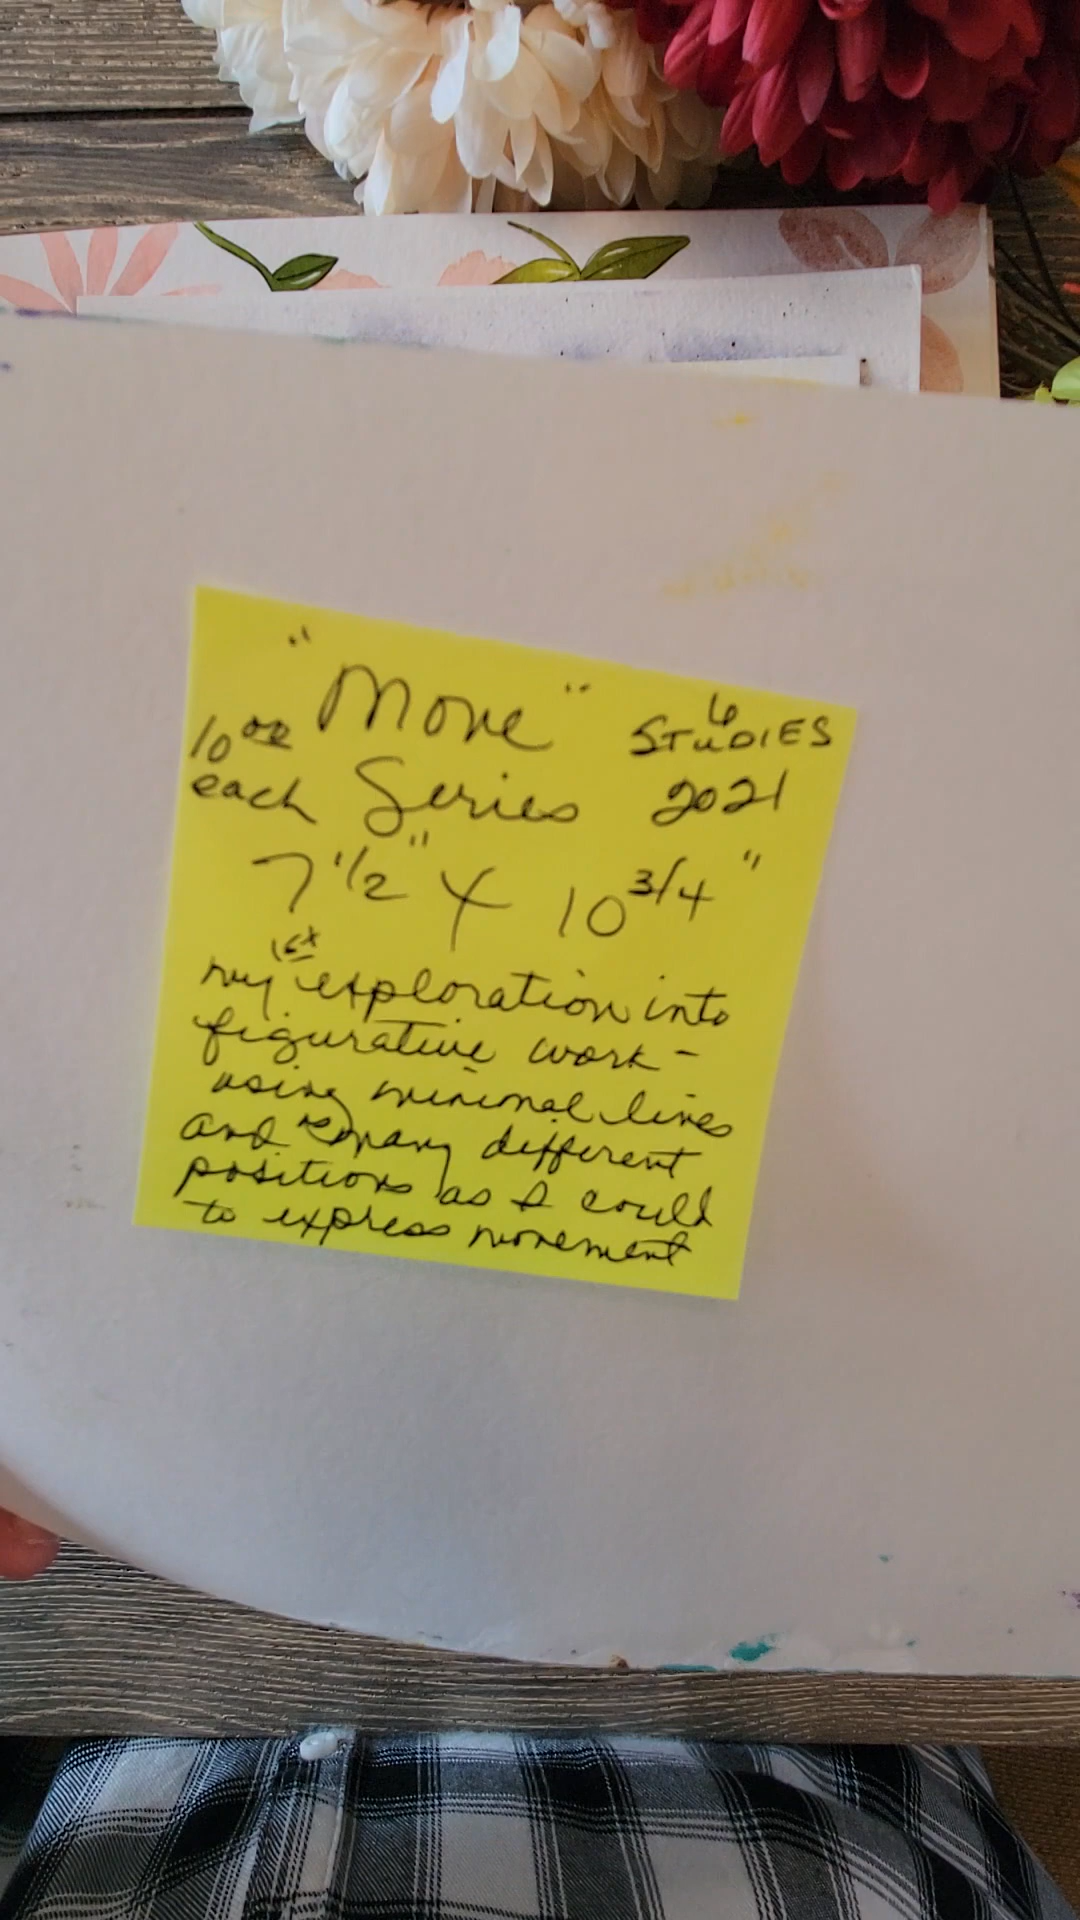 "Move" 6
10 00 STUDIES
each Series 2021
7 1/2" X 10 3/4"
my 1st exploration into
figurative work -
using minimal lines
and as many different
positions as I could
to express movement